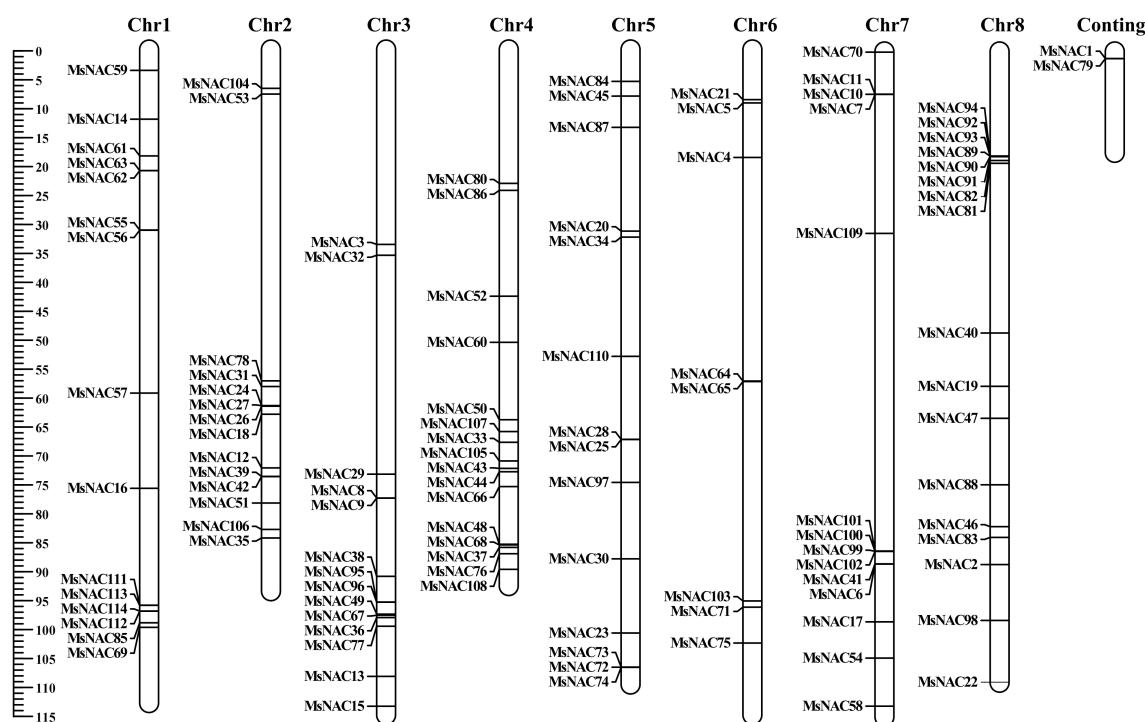 Chr1 Chr2 Chr3 Chr4 Chr5 Chr6 Chr7 Chr8 Conting
0
5
10
15
20
25
30
35
40
45
50
55
60
65
70
75
80
85
90
95
100
105
110
115
MsNAC59
MsNAC14
MsNAC61
MsNAC63
MsNAC62
MsNAC55
MsNAC56
MsNAC57
MsNAC16
MsNAC111
MsNAC113
MsNAC114
MsNAC112
MsNAC85
MsNAC69
MsNAC104
MsNAC53
MsNAC78
MsNAC31
MsNAC24
MsNAC27
MsNAC26
MsNAC18
MsNAC12
MsNAC39
MsNAC42
MsNAC51
MsNAC106
MsNAC35
MsNAC3
MsNAC32
MsNAC29
MsNAC8
MsNAC9
MsNAC38
MsNAC95
MsNAC96
MsNAC49
MsNAC67
MsNAC36
MsNAC77
MsNAC13
MsNAC15
MsNAC80
MsNAC86
MsNAC52
MsNAC60
MsNAC50
MsNAC107
MsNAC33
MsNAC105
MsNAC43
MsNAC44
MsNAC66
MsNAC48
MsNAC68
MsNAC37
MsNAC76
MsNAC108
MsNAC84
MsNAC45
MsNAC87
MsNAC20
MsNAC34
MsNAC110
MsNAC28
MsNAC25
MsNAC97
MsNAC30
MsNAC23
MsNAC73
MsNAC72
MsNAC74
MsNAC21
MsNAC5
MsNAC4
MsNAC64
MsNAC65
MsNAC103
MsNAC71
MsNAC75
MsNAC70
MsNAC11
MsNAC10
MsNAC7
MsNAC109
MsNAC101
MsNAC100
MsNAC99
MsNAC102
MsNAC41
MsNAC6
MsNAC17
MsNAC54
MsNAC58
MsNAC94
MsNAC92
MsNAC93
MsNAC89
MsNAC90
MsNAC91
MsNAC82
MsNAC81
MsNAC40
MsNAC19
MsNAC47
MsNAC88
MsNAC46
MsNAC83
MsNAC2
MsNAC98
MsNAC22
MsNAC1
MsNAC79